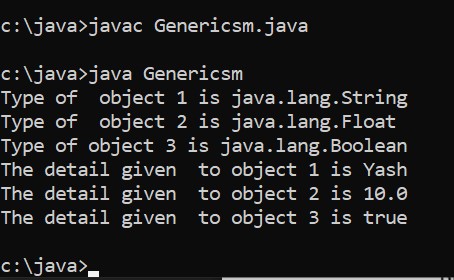 c:\java>javac Genericsm.java
c:\java>java Genericsm
Type of  object 1 is java.lang.String
Type of  object 2 is java.lang.Float
Type of object 3 is java.lang.Boolean
The detail given  to object 1 is Yash
The detail given  to object 2 is 10.0
The detail given  to object 3 is true
c:\java>